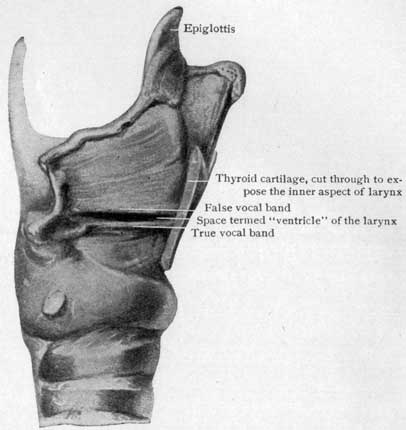 Epiglottis
Thyroid cartilage, cut through to ex-
pose the inner aspect of larynx
False vocal band
Space termed "ventricle" of the larynx
True vocal band